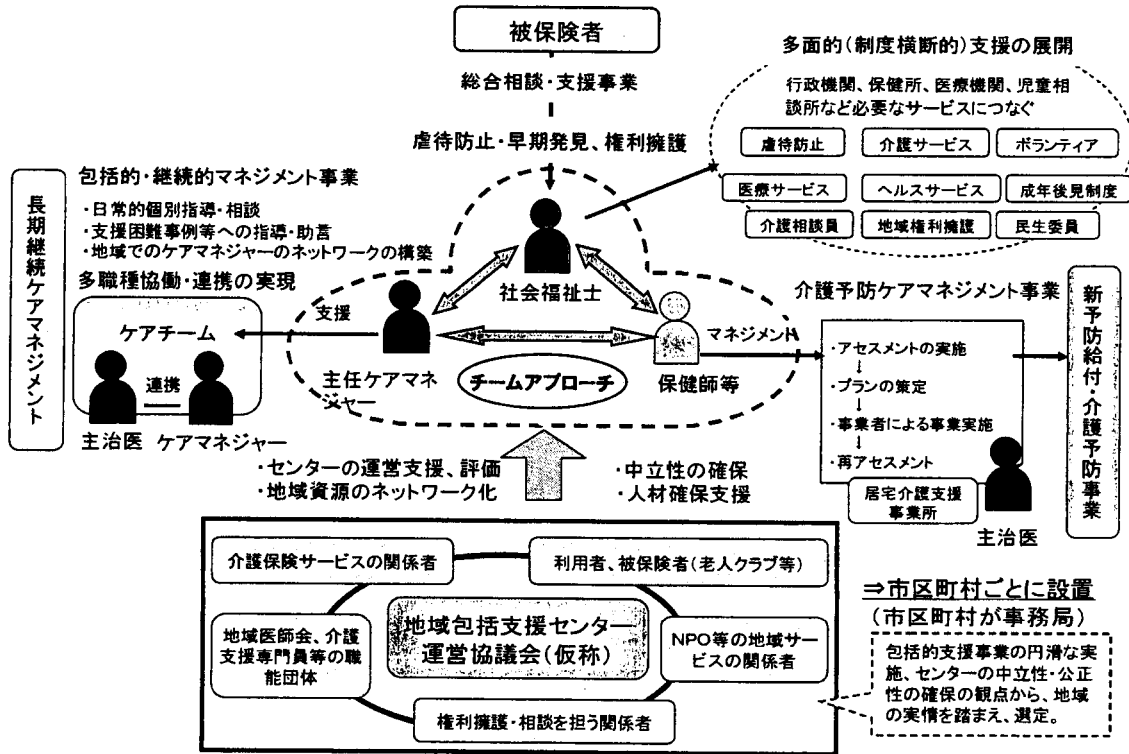 被保険者
総合相談・支援事業
虐待防止・早期発見、権利擁護
多面的(制度横断的)支援の展開
行政機関、保健所、医療機関、児童相
談所など必要なサービスにつなぐ
虐待防止
介護サービス
ボランティア
医療サービス
ヘルスサービス
成年後見制度
介護相談員
地域権利擁護
民生委員
長期継続ケアマネジメント
包括的・継続的マネジメント事業
・日常的個別指導・相談
・支援困難事例等への指導・助言
・地域でのケアマネジャーのネットワークの構築
多職種協働・連携の実現
ケアチーム
連携
主治医
ケアマネジャー
支援
社会福祉士
主任ケアマネ
ジャー
チームアプローチ
保健師等
マネジメント
介護予防ケアマネジメント事業
・アセスメントの実施
↓
・プランの策定
↓
・事業者による事業実施
↓
・再アセスメント
居宅介護支援
事業所
主治医
新予防給付・介護予防事業
・センターの運営支援、評価
・地域資源のネットワーク化
・中立性の確保
・人材確保支援
介護保険サービスの関係者
利用者、被保険者(老人クラブ等)
地域医師会、介護
支援専門員等の職
能団体
地域包括支援センター
運営協議会(仮称)
NPO等の地域サー
ビスの関係者
権利擁護・相談を担う関係者
⇒市区町村ごとに設置
(市区町村が事務局)
包括的支援事業の円滑な実
施、センターの中立性・公正
性の確保の観点から、地域
の実情を踏まえ、選定。